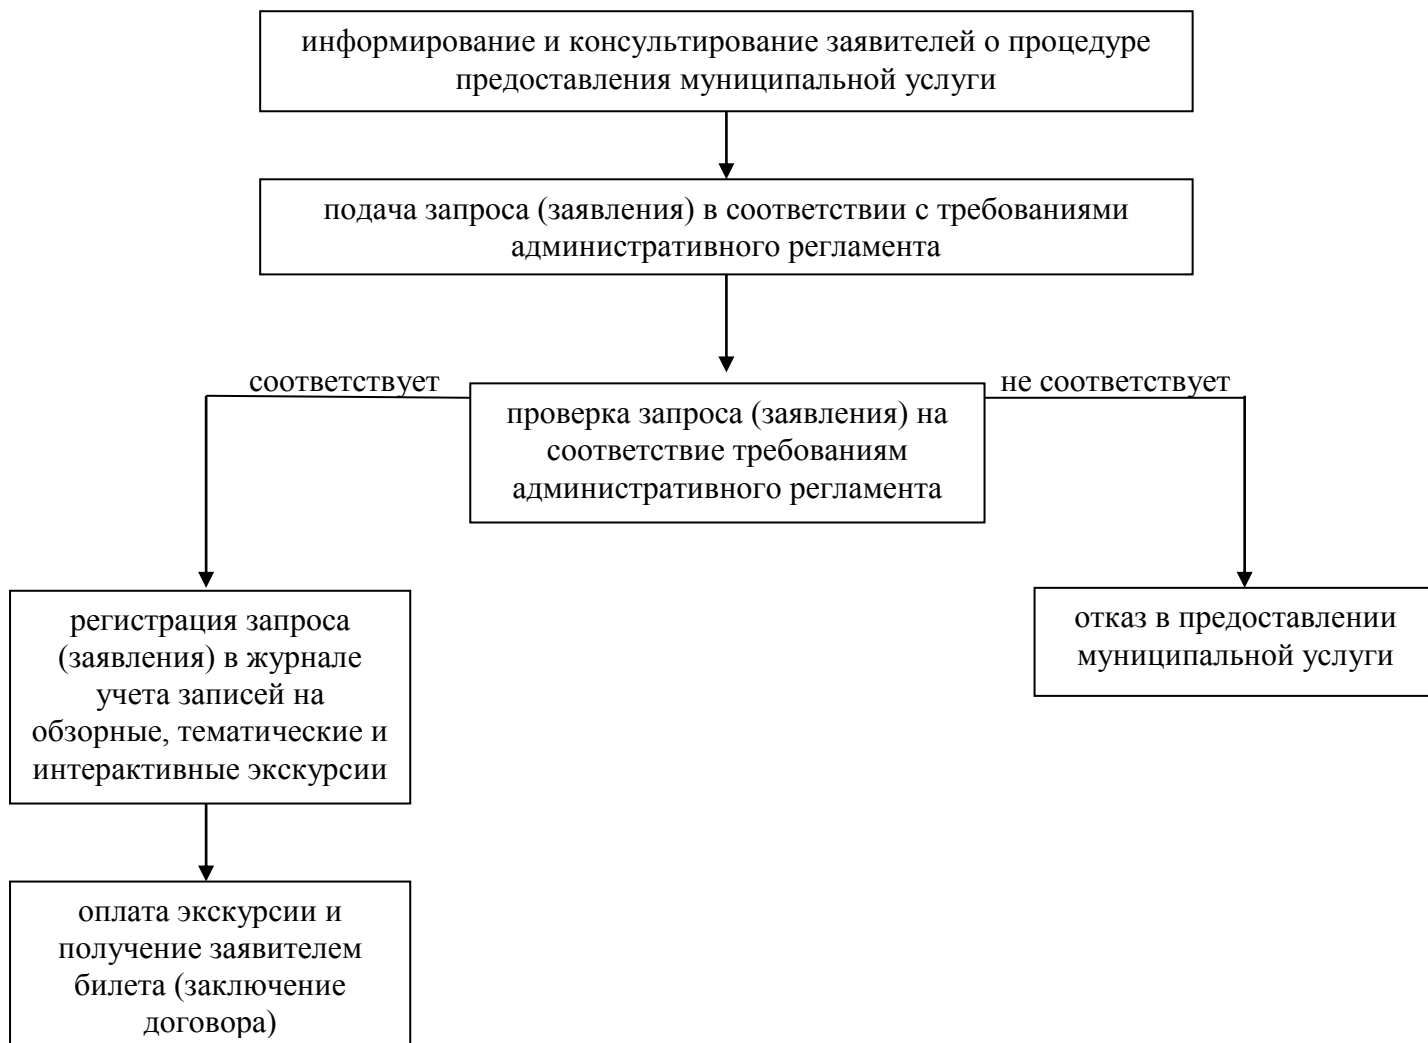 информирование и консультирование заявителей о процедуре
предоставления муниципальной услуги
подача запроса (заявления) в соответствии с требованиями
административного регламента
соответствует
не соответствует
проверка запроса (заявления) на
соответствие требованиям
административного регламента
регистрация запроса
(заявления) в журнале
учета записей на
обзорные, тематические и
интерактивные экскурсии
отказ в предоставлении
муниципальной услуги
оплата экскурсии и
получение заявителем
билета (заключение
договора)